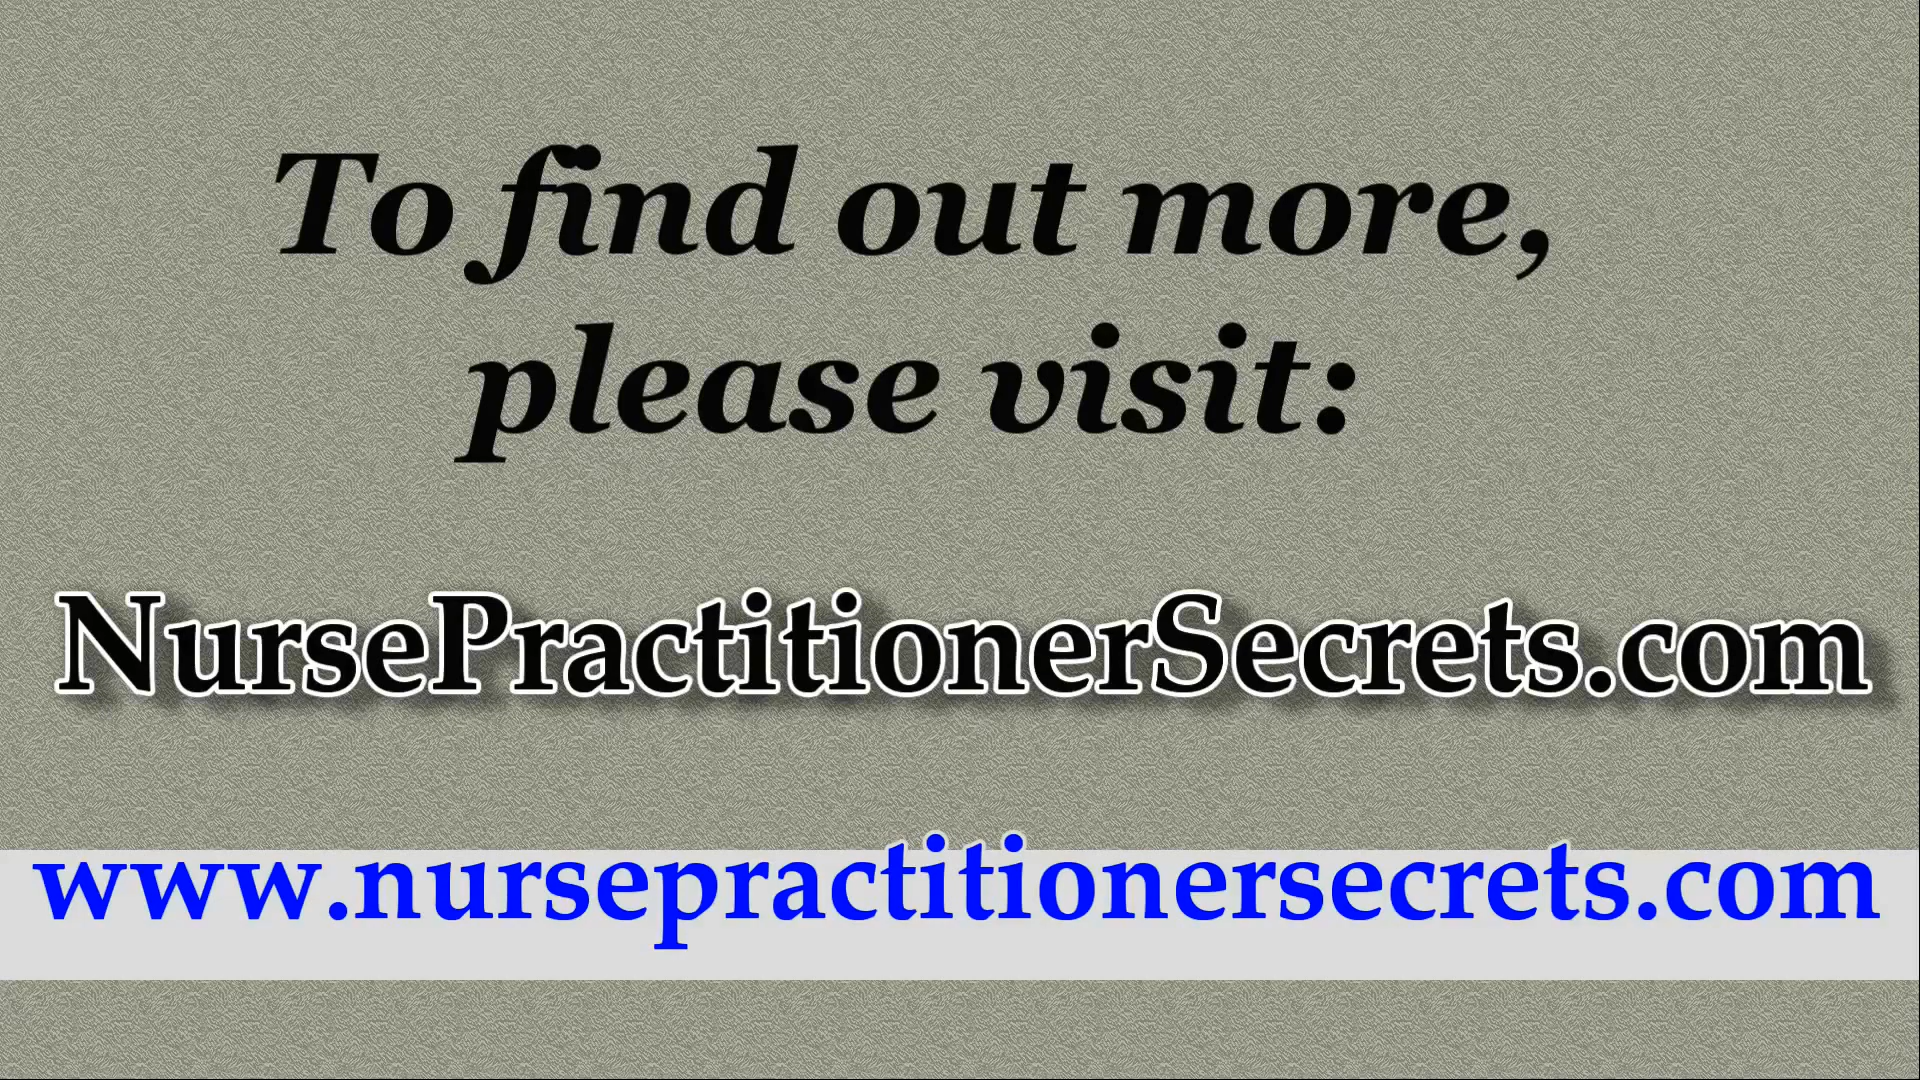 To find out more,
please visit:
NursePractitionerSecrets.com
www.nursepractitionersecrets.com